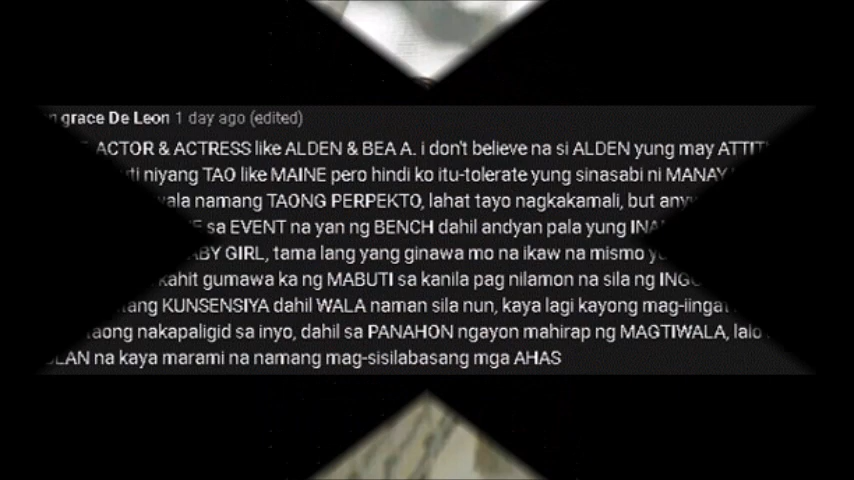 grace De Leon 1 day ago (edited)
ACTOR & ACTRESS like ALDEN & BEA A. i don't believe na si ALDEN yung may
niyang TAO like MAINE pero hindi ko itu-tolerate yung sinasabi ni MANAY
namang TAONG PERPEKTO, lahat tayo nagkakamali, but
sa EVENT na yan ng BENCH dahil andyan pala yung
GIRL, tama lang yang ginawa mo na ikaw na mismo
kahit gumawa ka ng MABUTI sa kanila pag nilamon na sila ng
KUNSENSIYA dahil WALA naman sila nun, kaya lagi kayong
nakapaligid sa inyo, dahil sa PANAHON ngayon mahirap ng MAGTIWALA,
na kaya marami na namang mag-sisilabasang mga AHAS